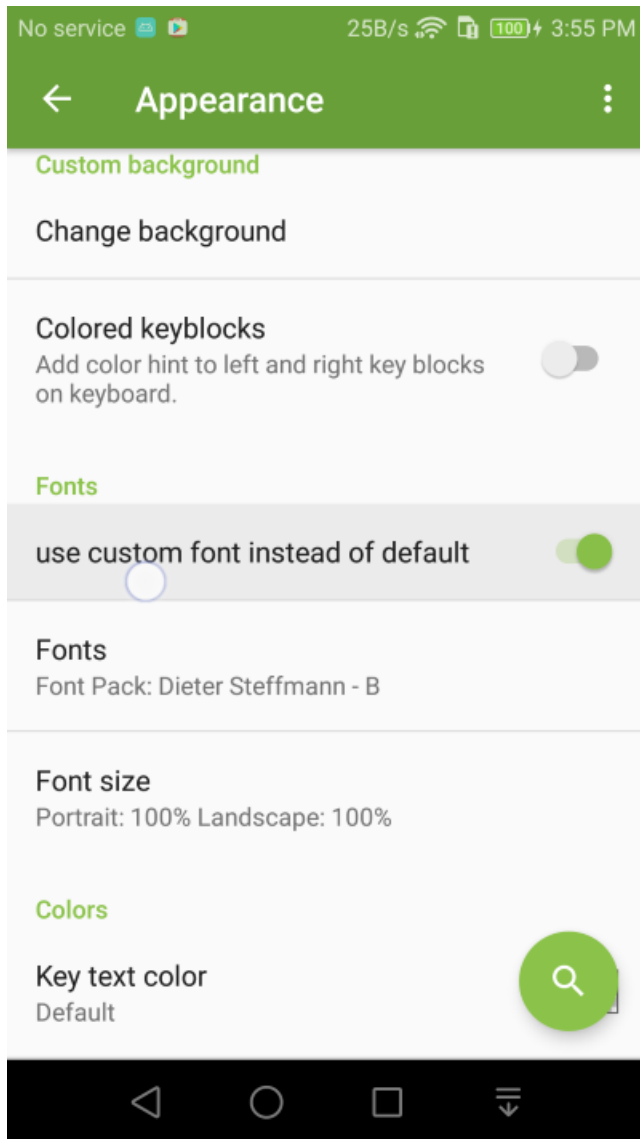 No service 25B/s 100 3:55 PM
Appearance
Custom background
Change background
Colored keyblocks
Add color hint to left and right key blocks
on keyboard.
Fonts
use custom font instead of default
Fonts
Font Pack: Dieter Steffmann - B
Font size
Portrait: 100% Landscape: 100%
Colors
Key text color
Default